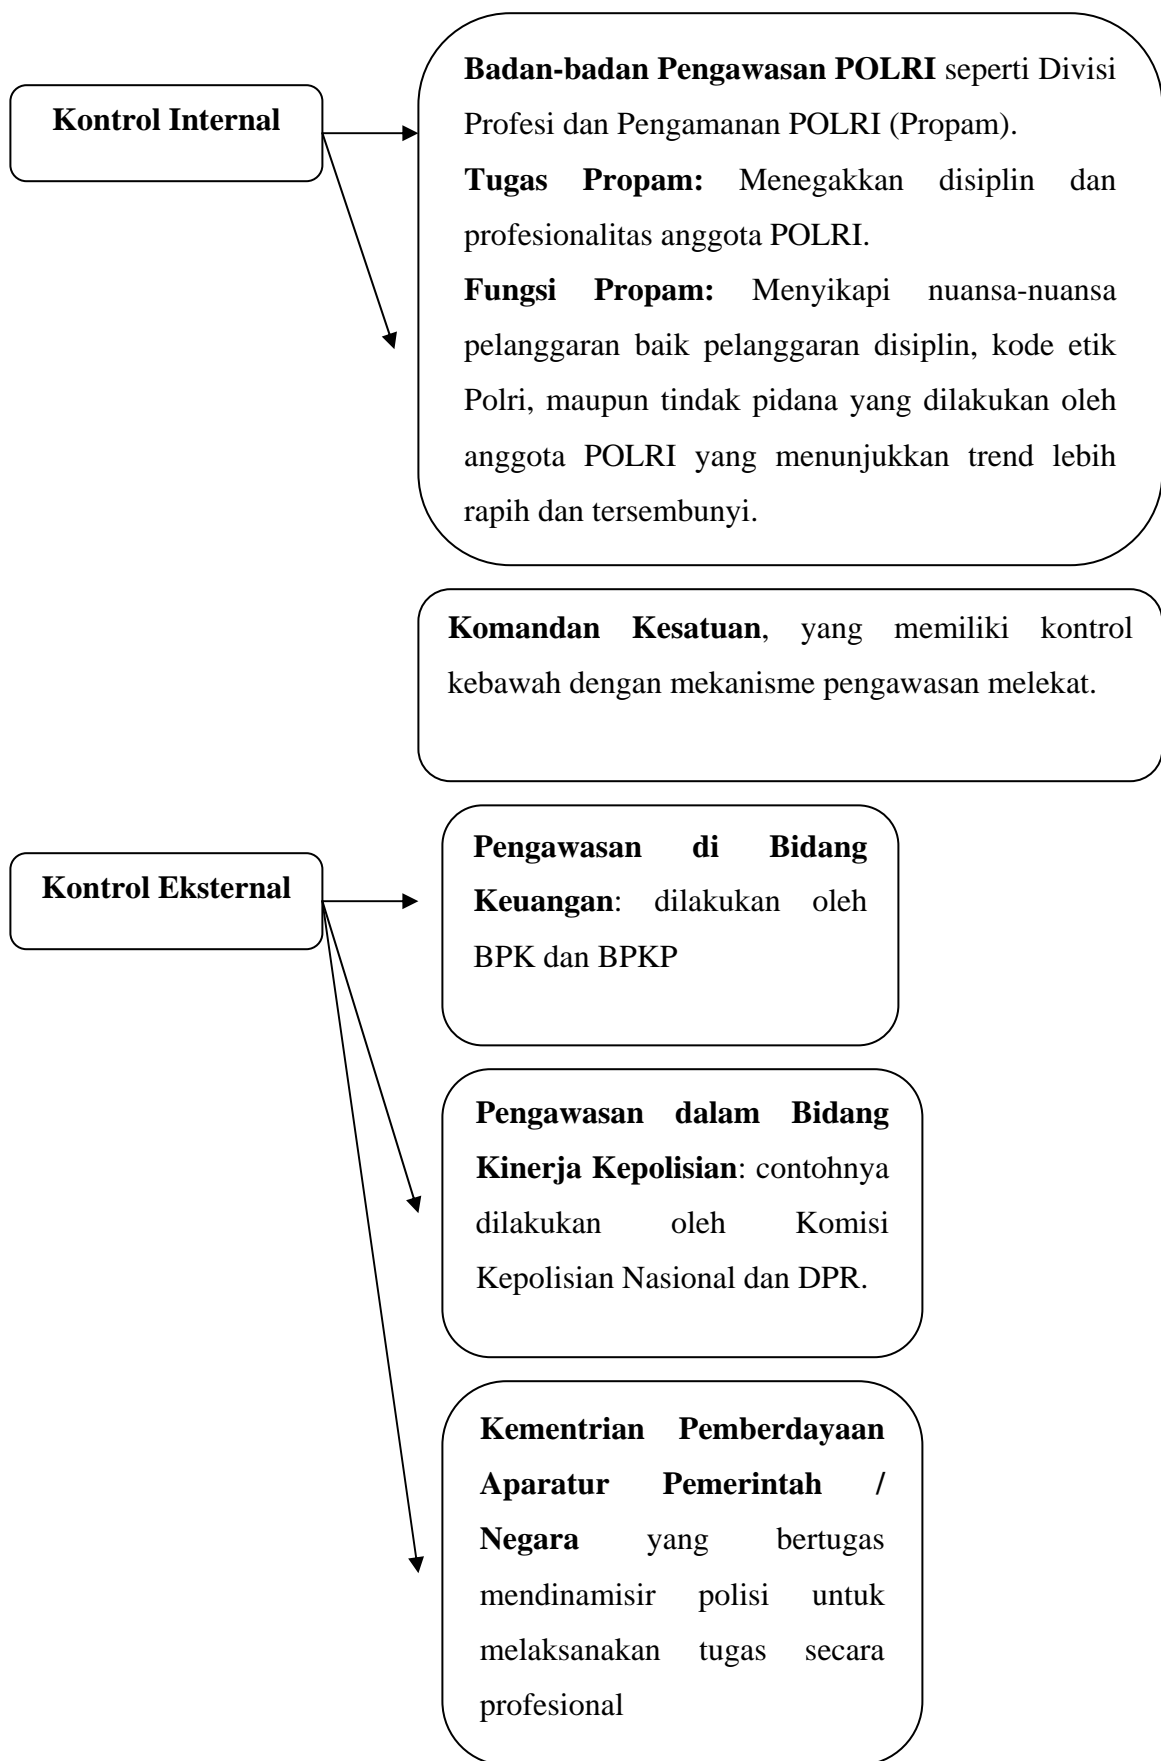 Kontrol Internal
Badan-badan Pengawasan POLRI seperti Divisi
Profesi dan Pengamanan POLRI (Propam).
Tugas Propam: Menegakkan disiplin dan
profesionalitas anggota POLRI.
Fungsi Propam: Menyikapi nuansa-nuansa
pelanggaran baik pelanggaran disiplin, kode etik
Polri, maupun tindak pidana yang dilakukan oleh
anggota POLRI yang menunjukkan trend lebih
rapih dan tersembunyi.
Komandan Kesatuan, yang memiliki kontrol
kebawah dengan mekanisme pengawasan melekat.
Kontrol Eksternal
Pengawasan di Bidang
Keuangan: dilakukan oleh
BPK dan BPKP
Pengawasan dalam Bidang
Kinerja Kepolisian: contohnya
dilakukan oleh Komisi
Kepolisian Nasional dan DPR.
Kementrian Pemberdayaan
Aparatur Pemerintah /
Negara yang bertugas
mendinamisir polisi untuk
melaksanakan tugas secara
profesional